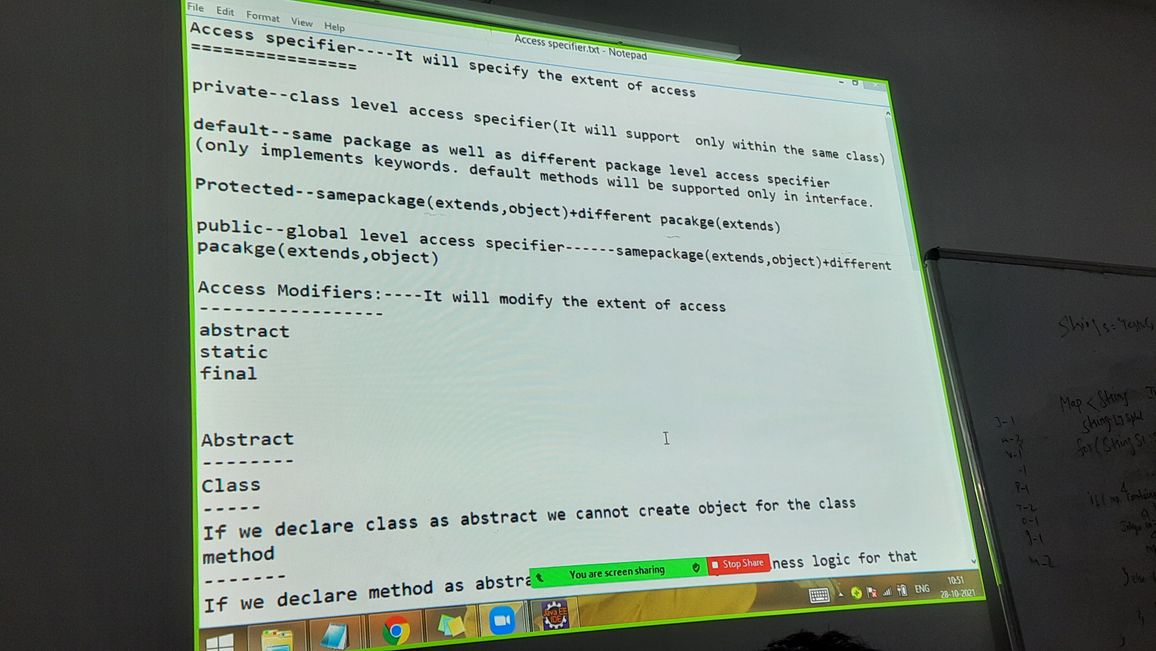 File Edit Format View Help
Access specifier.txt - Notepad
Access specifier----It will specify the extent of access
================
private--class level access specifier(It will support only within the same class)
default--same package as well as different package level access specifier
(only implements keywords. default methods will be supported only in interface.
Protected--samepackage(extends,object)+different pacakge(extends)
public--global level access specifier------samepackage(extends,object)+different
pacakge(extends,object)
Access Modifiers:----It will modify the extent of access
-----------------
abstract
static
final
Abstract
--------
Class
-----
If we declare class as abstract we cannot create object for the class
method
-------
If we declare method as abstra ness logic for that
You are screen sharing Stop Share
Java EE
IDE
ENG
10:51
28-10-2021
Map < String